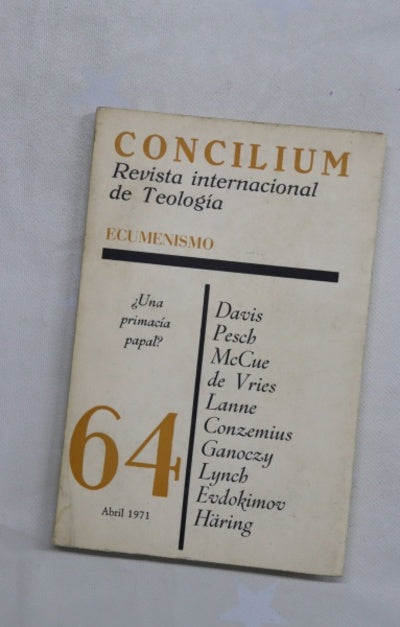 CONCILIUM
Revista internacional
de Teología
ECUMENISMO
¿Una
primacía
papal?
64
Abril 1971
Davis
Pesch
McCue
de Vries
Lanne
Conzemius
Ganoczy
Lynch
Evdokimov
Häring